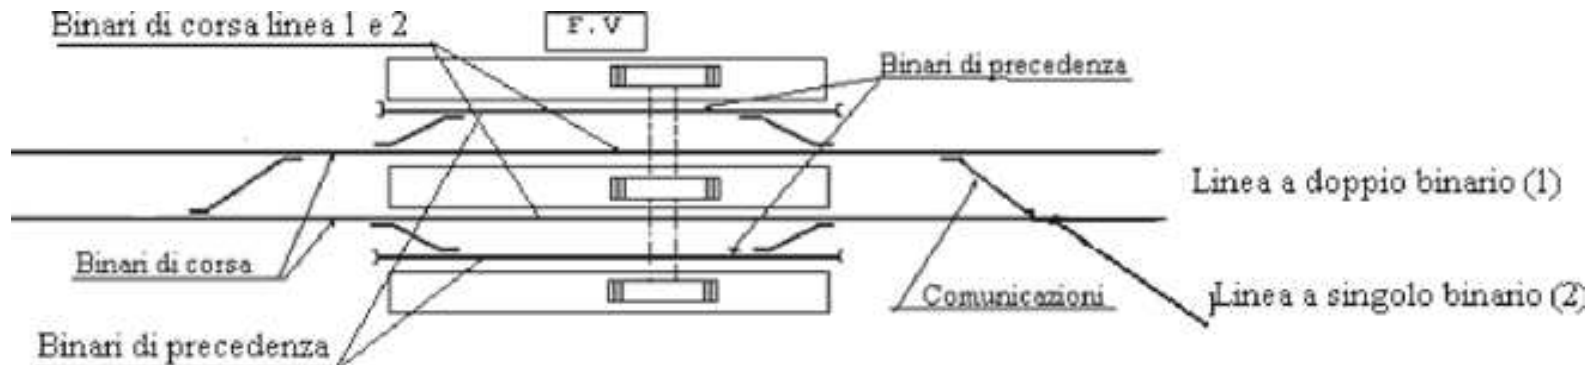 Binari di corsa linea 1 e 2
F.V
Binari di precedenza
Linea a doppio binario (1)
Binari di corsa
Comunicazioni
Linea a singolo binario (2)
Binari di precedenza